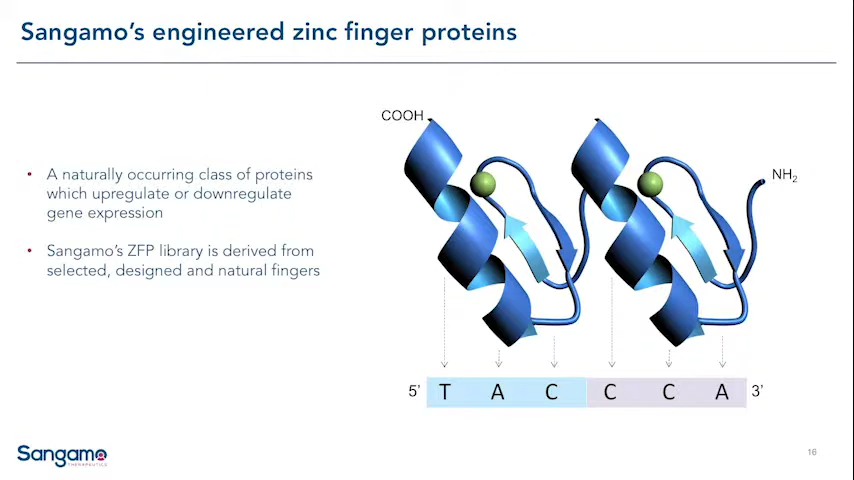 Sangamo's engineered zinc finger proteins
• A naturally occurring class of proteins
which upregulate or downregulate
gene expression
• Sangamo's ZFP library is derived from
selected, designed and natural fingers
COOH
NH2
5' T A C C C A 3'
Sangamo
THERAPEUTICS
16